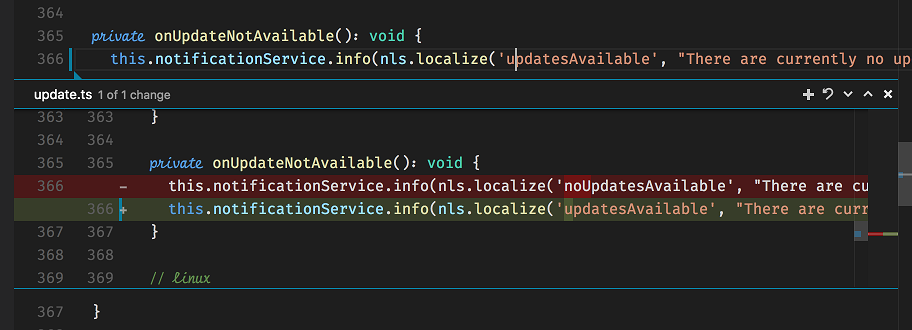 364
365 private onUpdateNotAvailable(): void {
366 this.notificationService.info(nls.localize('updatesAvailable', "There are currently no up
update.ts 1 of 1 change
363 363 }
364 364
365 365 private onUpdateNotAvailable(): void {
366 - this.notificationService.info(nls.localize('noUpdatesAvailable', "There are cu
366 + this.notificationService.info(nls.localize('updatesAvailable', "There are curr
367 367 }
368 368
369 369 // linux
367 }